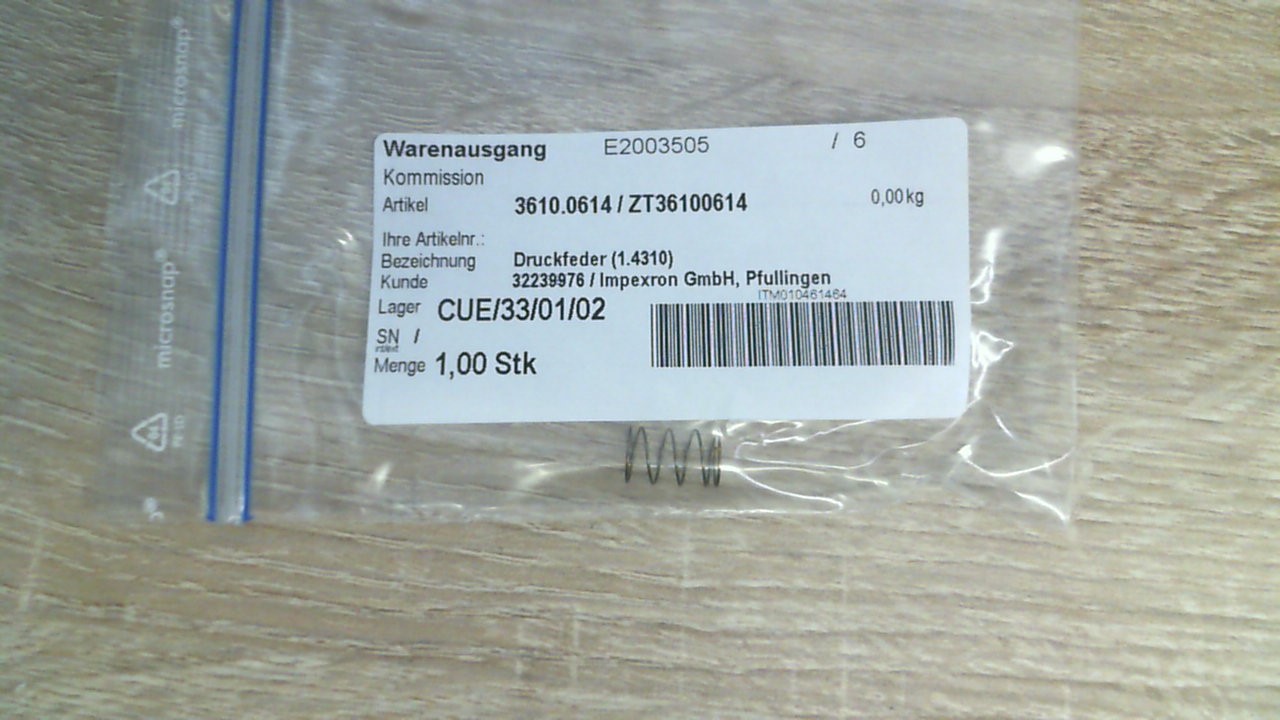 Warenausgang E2003505 / 6
Kommission
Artikel 3610.0614 / ZT36100614 0,00 kg
Ihre Artikelnr.:
Bezeichnung Druckfeder (1.4310)
Kunde 32239976 / Impexron GmbH, Pfullingen
ITM010461464
Lager CUE/33/01/02
SN /
Menge 1,00 Stk
microsnap®
microsnap®